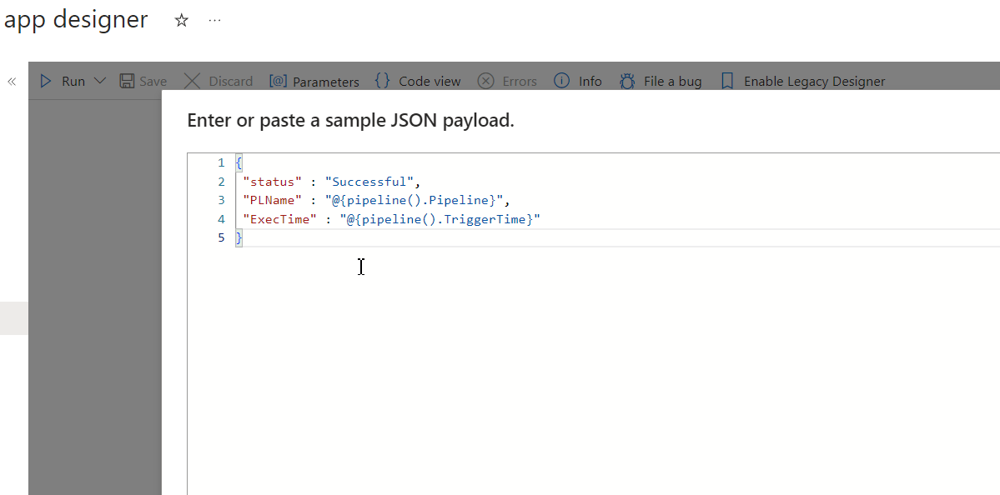 app designer ☆ ···
« Run Save Discard [@] Parameters {} Code view Errors Info File a bug Enable Legacy Designer
Enter or paste a sample JSON payload.
1 {
2 "status" : "Successful",
3 "PLName" : "@{pipeline().Pipeline}",
4 "ExecTime" : "@{pipeline().TriggerTime}"
5 }